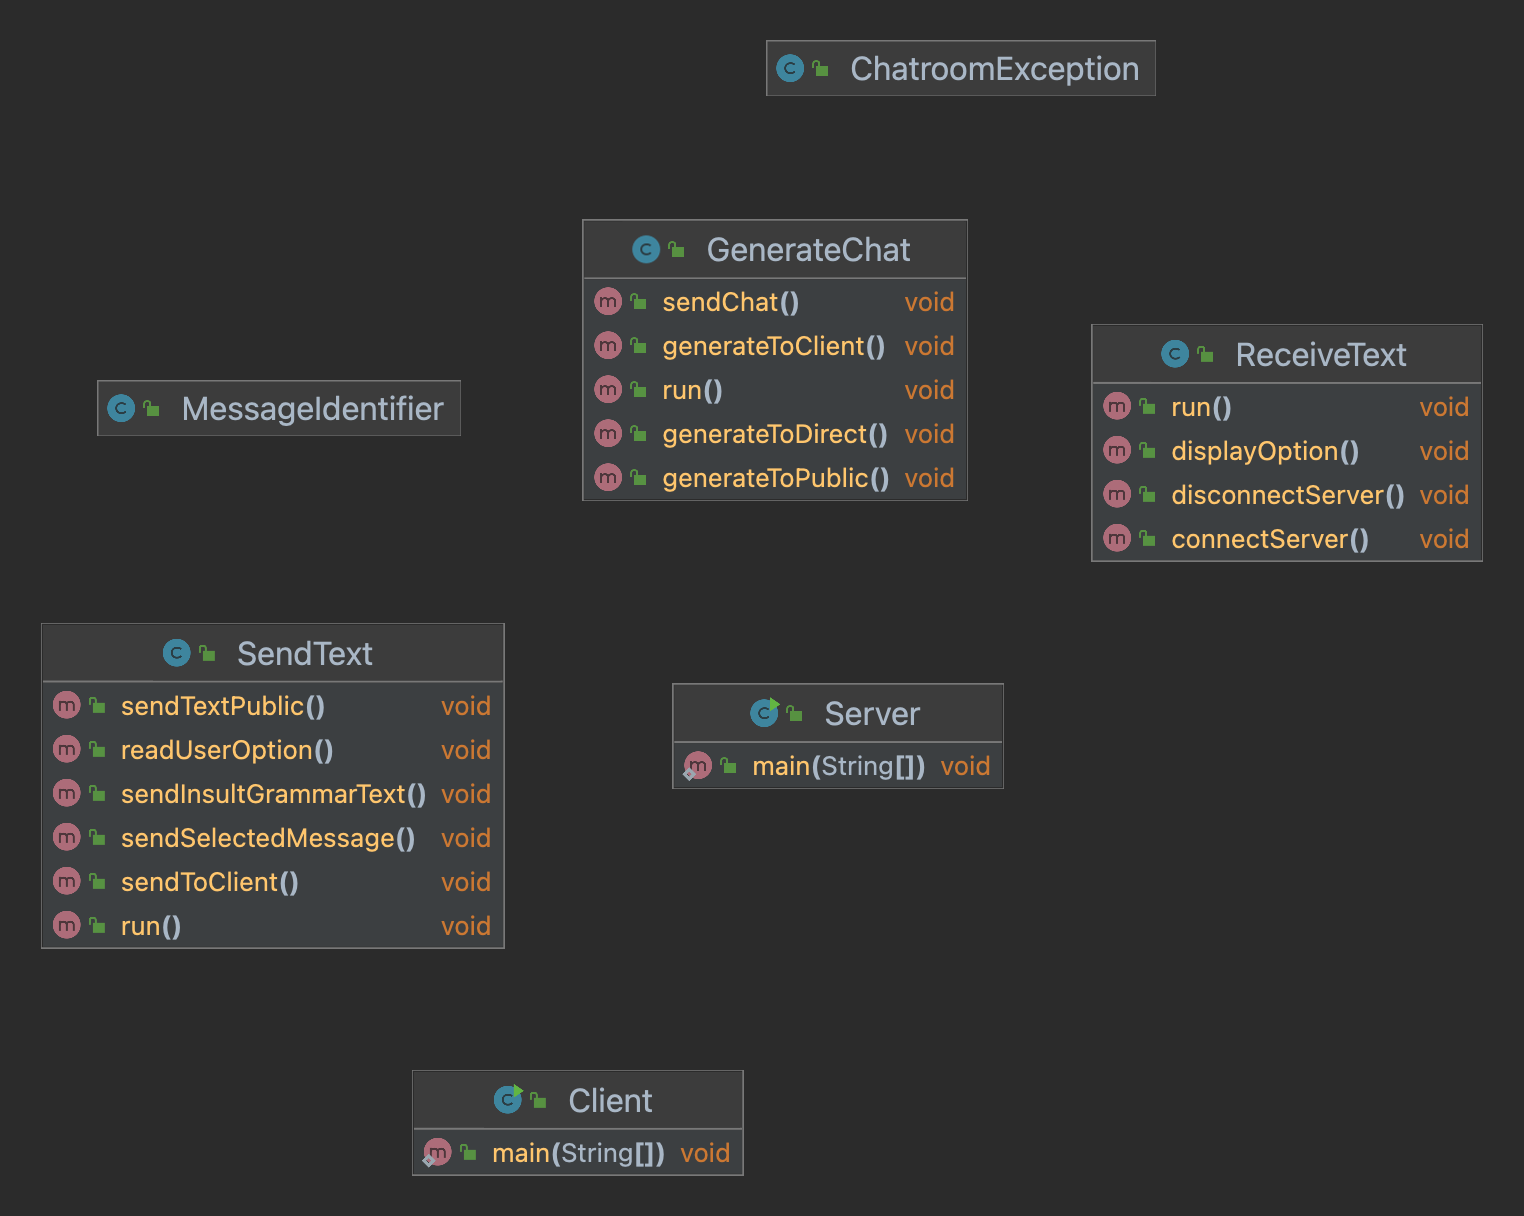 ChatroomException
GenerateChat
sendChat() void
generateToClient() void
run() void
generateToDirect() void
generateToPublic() void
ReceiveText
run() void
displayOption() void
disconnectServer() void
connectServer() void
MessageIdentifier
SendText
sendTextPublic() void
readUserOption() void
sendInsultGrammarText() void
sendSelectedMessage() void
sendToClient() void
run() void
Server
main(String[]) void
Client
main(String[]) void